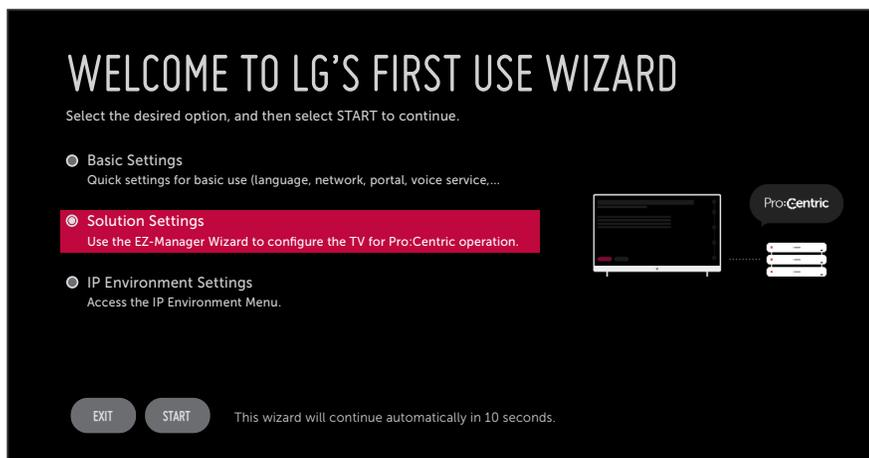 WELCOME TO LG'S FIRST USE WIZARD
Select the desired option, and then select START to continue.
Basic Settings
Quick settings for basic use (language, network, portal, voice service,...
Solution Settings
Use the EZ-Manager Wizard to configure the TV for Pro:Centric operation.
Pro:Centric
IP Environment Settings
Access the IP Environment Menu.
EXIT START This wizard will continue automatically in 10 seconds.